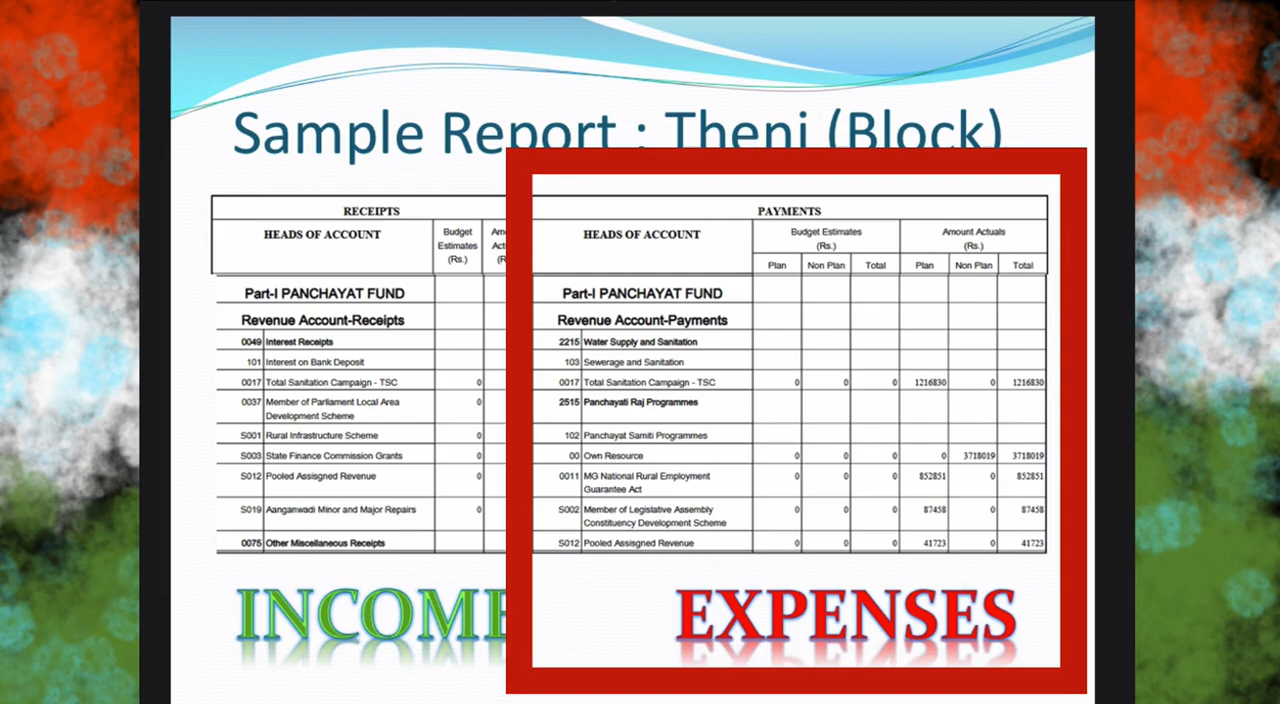 Sample Report : Theni (Block)
RECEIPTS
HEADS OF ACCOUNT
Budget
Estimates
(Rs.)
Part-I PANCHAYAT FUND
Revenue Account-Receipts
0049 Interest Receipts
101 Interest on Bank Deposit
0017 Total Sanitation Campaign - TSC 0
0037 Member of Parliament Local Area 0
Development Scheme
S001 Rural Infrastructure Scheme 0
S003 State Finance Commission Grants 0
S012 Pooled Assisgned Revenue 0
S019 Aanganwadi Minor and Major Repairs 0
0075 Other Miscellaneous Receipts
INCOME
PAYMENTS
HEADS OF ACCOUNT
Budget Estimates
(Rs.)
Amount Actuals
(Rs.)
Plan Non Plan Total Plan Non Plan Total
Part-I PANCHAYAT FUND
Revenue Account-Payments
2215 Water Supply and Sanitation
103 Sewerage and Sanitation
0017 Total Sanitation Campaign - TSC 0 0 0 1216830 0 1216830
2515 Panchayati Raj Programmes
102 Panchayat Samiti Programmes
00 Own Resource 0 0 0 0 3718019 3718019
0011 MG National Rural Employment 0 0 0 852851 0 852851
Guarantee Act
S002 Member of Legislative Assembly 0 0 0 87458 0 87458
Constituency Development Scheme
S012 Pooled Assisgned Revenue 0 0 0 41723 0 41723
EXPENSES